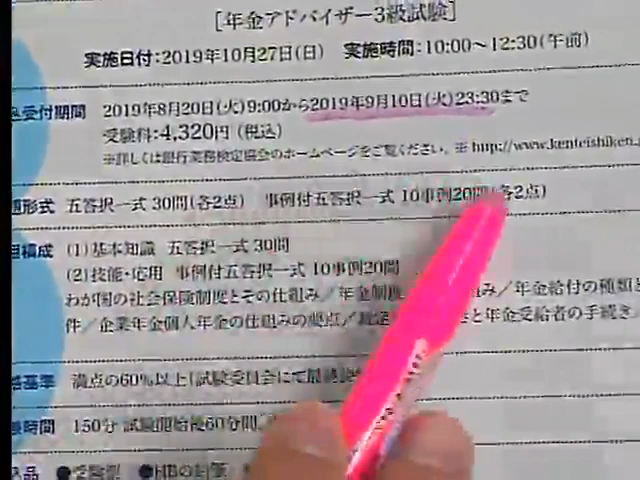 [年金アドバイザー3級試験]
実施日付:2019年10月27日(日) 実施時間:10:00〜12:30(午前)
受付期間 2019年8月20日(火)9:00から2019年9月10日(火)23:30まで
受験料:4,320円(税込)
※詳しくは銀行業務検定協会のホームページをご覧ください。※http://www.kenteishiken.
形式 五答択一式 30問(各2点) 事例付五答択一式 10事例20問(各2点)
構成 (1)基本知識 五答択一式 30問
(2)技能・応用 事例付五答択一式 10事例20問
わが国の社会保険制度とその仕組み/年金制度 み/年金給付の種類と
件/企業年金個人年金の仕組みの要点/ と年金受給者の手続き/
基準 満点の60%以上(試験委員会にて最終
時間 150分 試験開始後60分間
品 ●受験票 ●HBの鉛筆